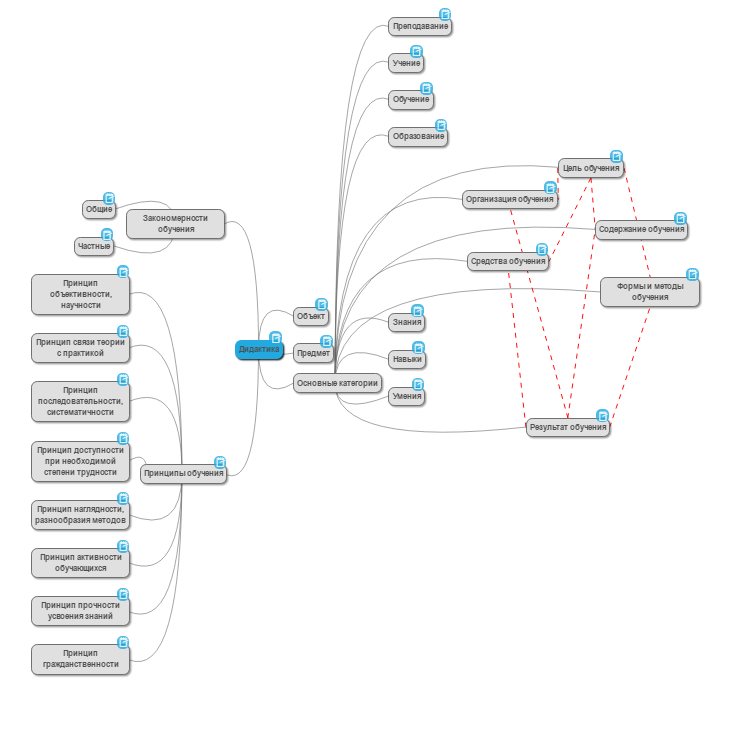 Преподавание
Учение
Обучение
Образование
Цель обучения
Организация обучения
Содержание обучения
Средства обучения
Формы и методы
обучения
Общие
Частные
Закономерности
обучения
Объект
Дидактика
Предмет
Основные категории
Знания
Навыки
Умения
Результат обучения
Принцип
объективности,
научности
Принцип связи теории
с практикой
Принцип
последовательности,
систематичности
Принцип доступности
при необходимой
степени трудности
Принципы обучения
Принцип наглядности,
разнообразия методов
Принцип активности
обучающихся
Принцип прочности
усвоения знаний
Принцип
гражданственности